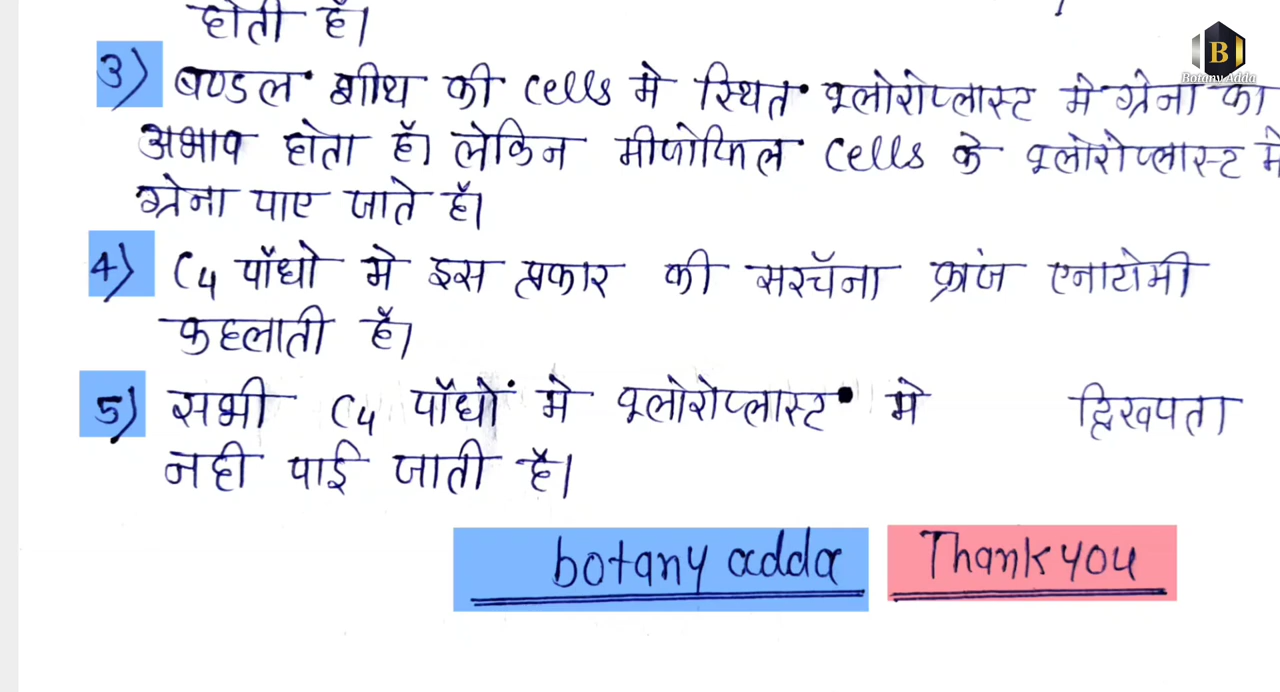 होती है।
B
Botany Adda
3) बण्डल शीथ की cells मे स्थित क्लोरोप्लास्ट मे ग्रेना का
अभाव होता है। लेकिन मीजोफिल cells के क्लोरोप्लास्ट मे
ग्रेना पाए जाते है।
4) C4 पौधो मे इस प्रकार की सरचॅना क्रांज एनाटोमी
कहलाती है।
5) सभी C4 पौधों मे क्लोरोप्लास्ट मे द्विरूपता
नही पाई जाती है।
botany adda Thank you